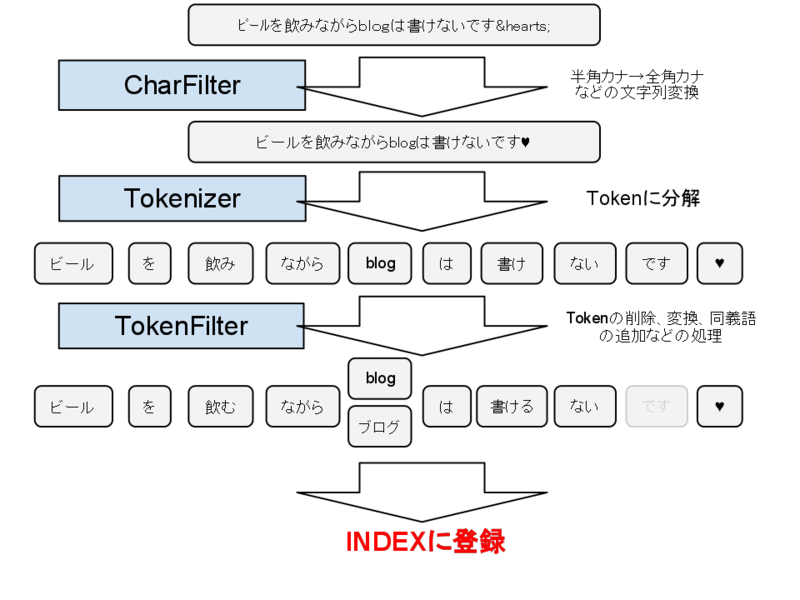 ﾋﾞｰﾙを飲みながらblogは書けないです&hearts;
CharFilter
半角カナ→全角カナ
などの文字列変換
ビールを飲みながらblogは書けないです♥
Tokenizer
Tokenに分解
ビール を 飲み ながら blog は 書け ない です ♥
TokenFilter
Tokenの削除、変換、同義語
の追加などの処理
blog
ビール を 飲む ながら は 書ける ない です ♥
ブログ
INDEXに登録